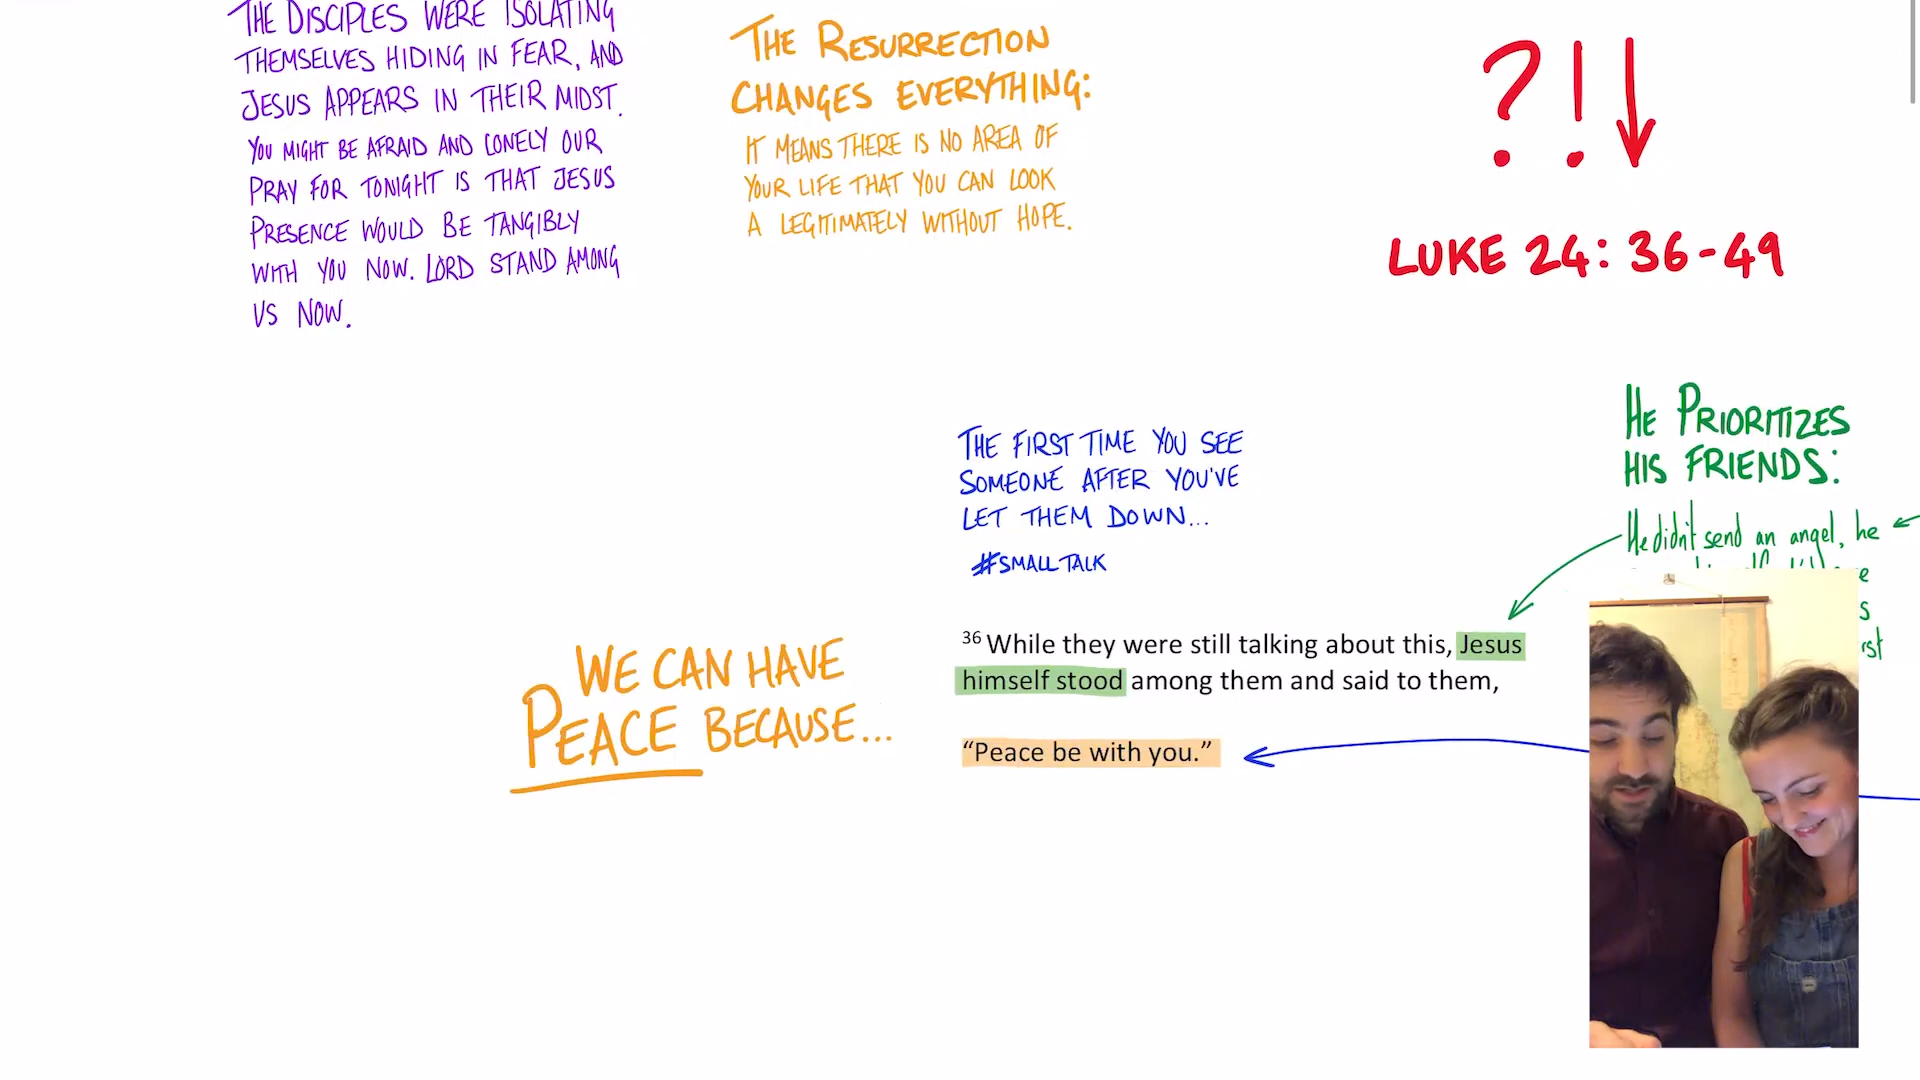 THE DISCIPLES WERE ISOLATING
THEMSELVES HIDING IN FEAR, AND
JESUS APPEARS IN THEIR MIDST.
YOU MIGHT BE AFRAID AND LONELY OUR
PRAY FOR TONIGHT IS THAT JESUS
PRESENCE WOULD BE TANGIBLY
WITH YOU NOW. LORD STAND AMONG
US NOW.
THE RESURRECTION
CHANGES EVERYTHING:
IT MEANS THERE IS NO AREA OF
YOUR LIFE THAT YOU CAN LOOK
A LEGITIMATELY WITHOUT HOPE.
?!
LUKE 24: 36-49
THE FIRST TIME YOU SEE
SOMEONE AFTER YOU'VE
LET THEM DOWN...
#SMALLTALK
HE PRIORITIZES
HIS FRIENDS:
He didn't send an angel, he
WE CAN HAVE
PEACE BECAUSE...
36 While they were still talking about this, Jesus
himself stood among them and said to them,
“Peace be with you.”